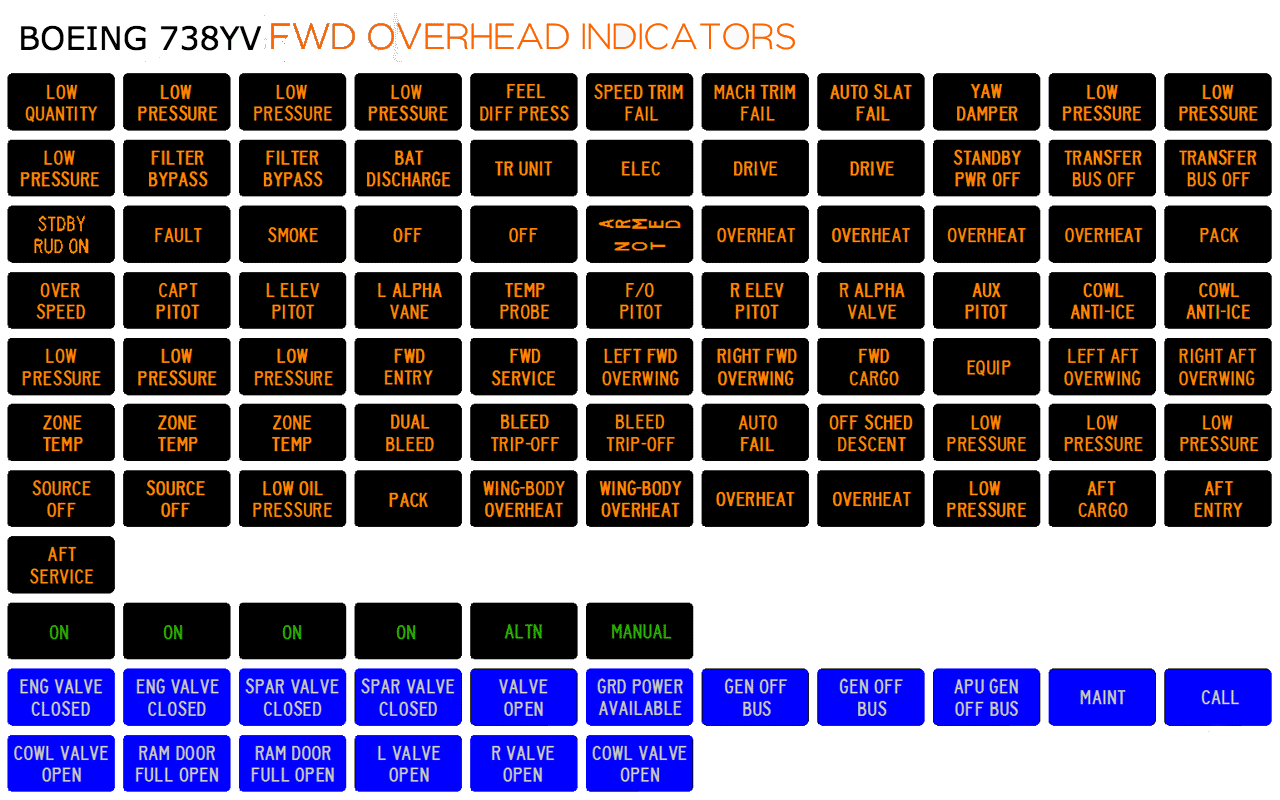 BOEING 738YV FWD OVERHEAD INDICATORS
LOW QUANTITY LOW PRESSURE LOW PRESSURE LOW PRESSURE FEEL DIFF PRESS SPEED TRIM FAIL MACH TRIM FAIL AUTO SLAT FAIL YAW DAMPER LOW PRESSURE LOW PRESSURE
LOW PRESSURE FILTER BYPASS FILTER BYPASS BAT DISCHARGE TR UNIT ELEC DRIVE DRIVE STANDBY PWR OFF TRANSFER BUS OFF TRANSFER BUS OFF
STDBY RUD ON FAULT SMOKE OFF OFF ARMED NOT OVERHEAT OVERHEAT OVERHEAT OVERHEAT PACK
OVER SPEED CAPT PITOT L ELEV PITOT L ALPHA VANE TEMP PROBE F/O PITOT R ELEV PITOT R ALPHA VALVE AUX PITOT COWL ANTI-ICE COWL ANTI-ICE
LOW PRESSURE LOW PRESSURE LOW PRESSURE FWD ENTRY FWD SERVICE LEFT FWD OVERWING RIGHT FWD OVERWING FWD CARGO EQUIP LEFT AFT OVERWING RIGHT AFT OVERWING
ZONE TEMP ZONE TEMP ZONE TEMP DUAL BLEED BLEED TRIP-OFF BLEED TRIP-OFF AUTO FAIL OFF SCHED DESCENT LOW PRESSURE LOW PRESSURE LOW PRESSURE
SOURCE OFF SOURCE OFF LOW OIL PRESSURE PACK WING-BODY OVERHEAT WING-BODY OVERHEAT OVERHEAT OVERHEAT LOW PRESSURE AFT CARGO AFT ENTRY
AFT SERVICE
ON ON ON ON ALTN MANUAL
ENG VALVE CLOSED ENG VALVE CLOSED SPAR VALVE CLOSED SPAR VALVE CLOSED VALVE OPEN GRD POWER AVAILABLE GEN OFF BUS GEN OFF BUS APU GEN OFF BUS MAINT CALL
COWL VALVE OPEN RAM DOOR FULL OPEN RAM DOOR FULL OPEN L VALVE OPEN R VALVE OPEN COWL VALVE OPEN